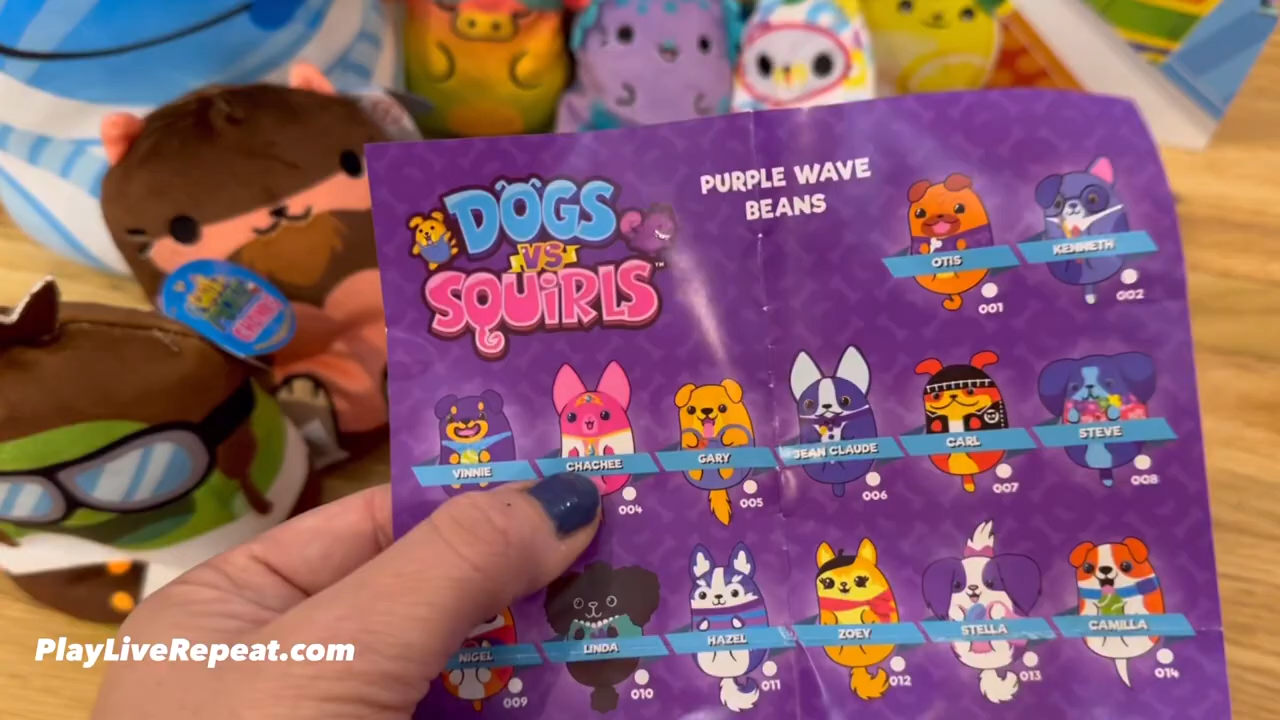 DOGS
VS
SQUIRLS™
PURPLE WAVE
BEANS
OTIS
001
KENNETH
002
VINNIE
CHACHEE
004
GARY
005
JEAN CLAUDE
006
CARL
007
STEVE
008
NIGEL
009
LINDA
010
HAZEL
011
ZOEY
012
STELLA
013
CAMILLA
014
PlayLiveRepeat.com